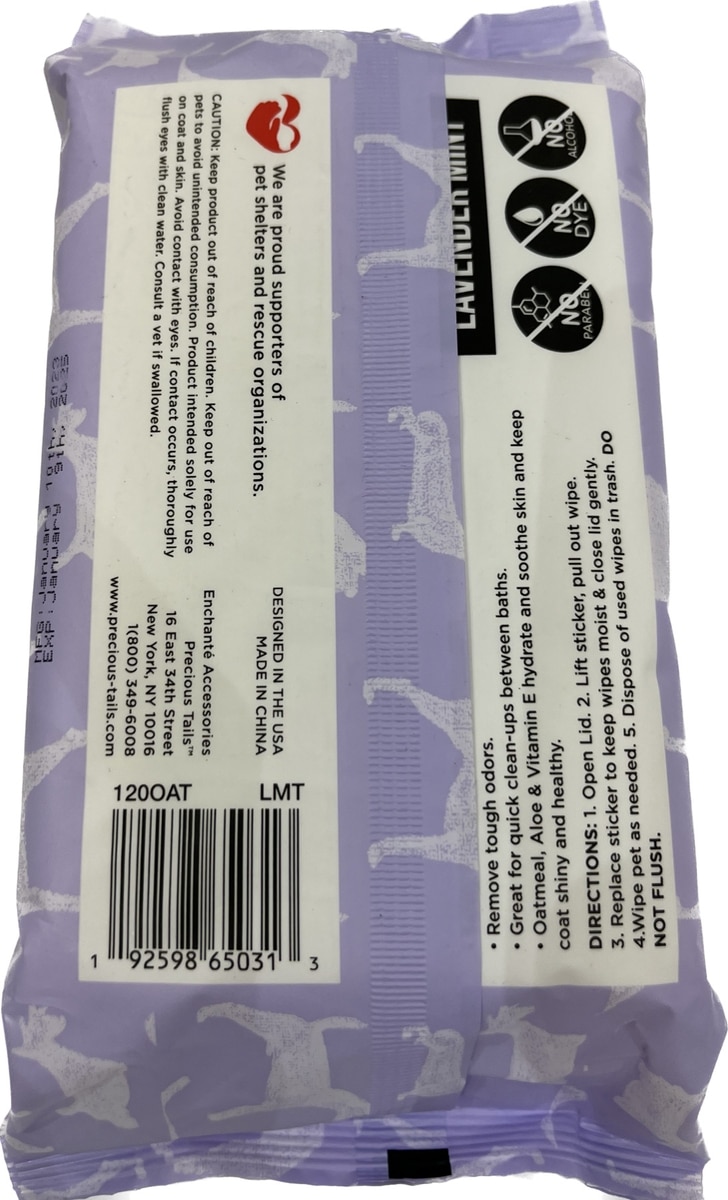 LAVENDER MINT
NO
ALCOHOL
NO
DYE
NO
PARABEN
• Remove tough odors.
• Great for quick clean-ups between baths.
• Oatmeal, Aloe & Vitamin E hydrate and soothe skin and keep
coat shiny and healthy.
DIRECTIONS: 1. Open Lid. 2. Lift sticker, pull out wipe.
3. Replace sticker to keep wipes moist & close lid gently.
4.Wipe pet as needed. 5. Dispose of used wipes in trash. DO
NOT FLUSH.
We are proud supporters of
pet shelters and rescue organizations.
CAUTION: Keep product out of reach of children. Keep out of reach of
pets to avoid unintended consumption. Product intended solely for use
on coat and skin. Avoid contact with eyes. If contact occurs, thoroughly
flush eyes with clean water. Consult a vet if swallowed.
DESIGNED IN THE USA
MADE IN CHINA
Enchanté Accessories
Precious Tails™
16 East 34th Street
New York, NY 10016
1(800) 349-6008
www.precious-tails.com
120OAT LMT
1 92598 65031 3